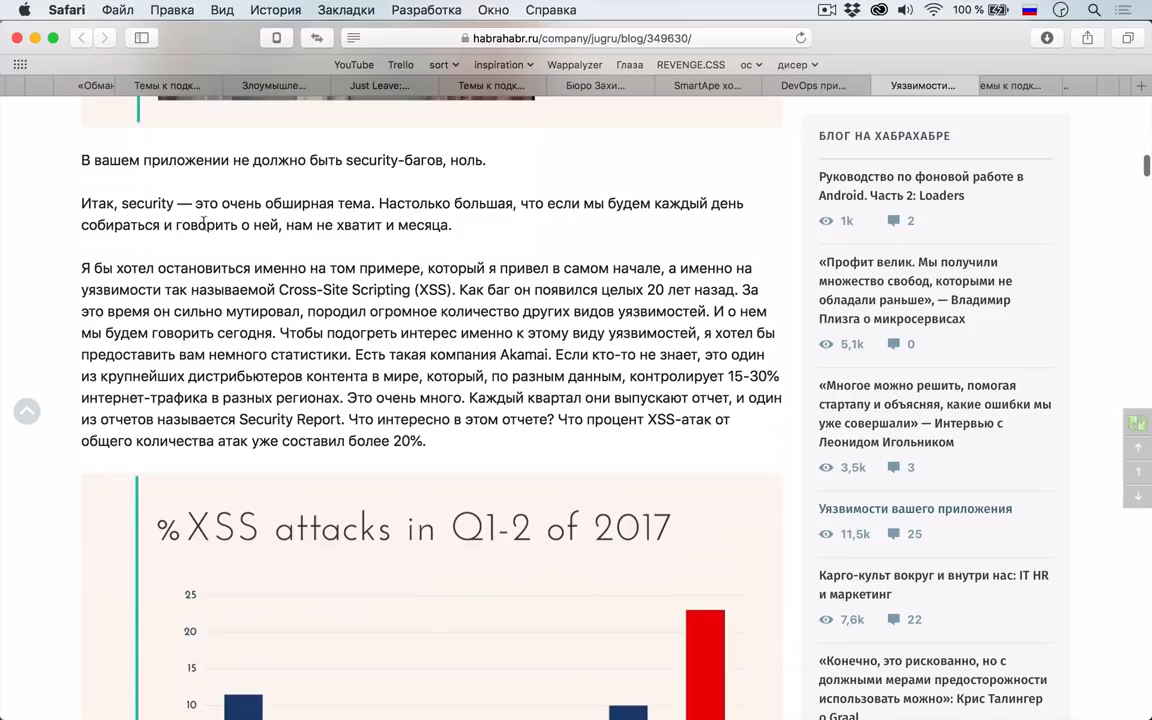 Safari Файл Правка Вид История Закладки Разработка Окно Справка 100 %
habrahabr.ru/company/jugru/blog/349630/
YouTube Trello sort inspiration Wappalyzer Глаза REVENGE.CSS ос дисер
«Обман Темы к подк... Злоумышле... Just Leave:... Темы к подк... Бюро Захи... SmartApe хо... DevOps при... Уязвимости... емы к подк... ..
В вашем приложении не должно быть security-багов, ноль.
Итак, security — это очень обширная тема. Настолько большая, что если мы будем каждый день
собираться и говорить о ней, нам не хватит и месяца.
Я бы хотел остановиться именно на том примере, который я привел в самом начале, а именно на
уязвимости так называемой Cross-Site Scripting (XSS). Как баг он появился целых 20 лет назад. За
это время он сильно мутировал, породил огромное количество других видов уязвимостей. И о нем
мы будем говорить сегодня. Чтобы подогреть интерес именно к этому виду уязвимостей, я хотел бы
предоставить вам немного статистики. Есть такая компания Akamai. Если кто-то не знает, это один
из крупнейших дистрибьютеров контента в мире, который, по разным данным, контролирует 15-30%
интернет-трафика в разных регионах. Это очень много. Каждый квартал они выпускают отчет, и один
из отчетов называется Security Report. Что интересно в этом отчете? Что процент XSS-атак от
общего количества атак уже составил более 20%.
%XSS attacks in Q1-2 of 2017
25
20
15
10
БЛОГ НА ХАБРАХАБРЕ
Руководство по фоновой работе в
Android. Часть 2: Loaders
1k 2
«Профит велик. Мы получили
множество свобод, которыми не
обладали раньше», — Владимир
Плизга о микросервисах
5,1k 0
«Многое можно решить, помогая
стартапу и объясняя, какие ошибки мы
уже совершали» — Интервью с
Леонидом Игольником
3,5k 3
Уязвимости вашего приложения
11,5k 25
Карго-культ вокруг и внутри нас: IT HR
и маркетинг
7,6k 22
«Конечно, это рискованно, но с
должными мерами предосторожности
использовать можно»: Крис Талингер
о Graal
1